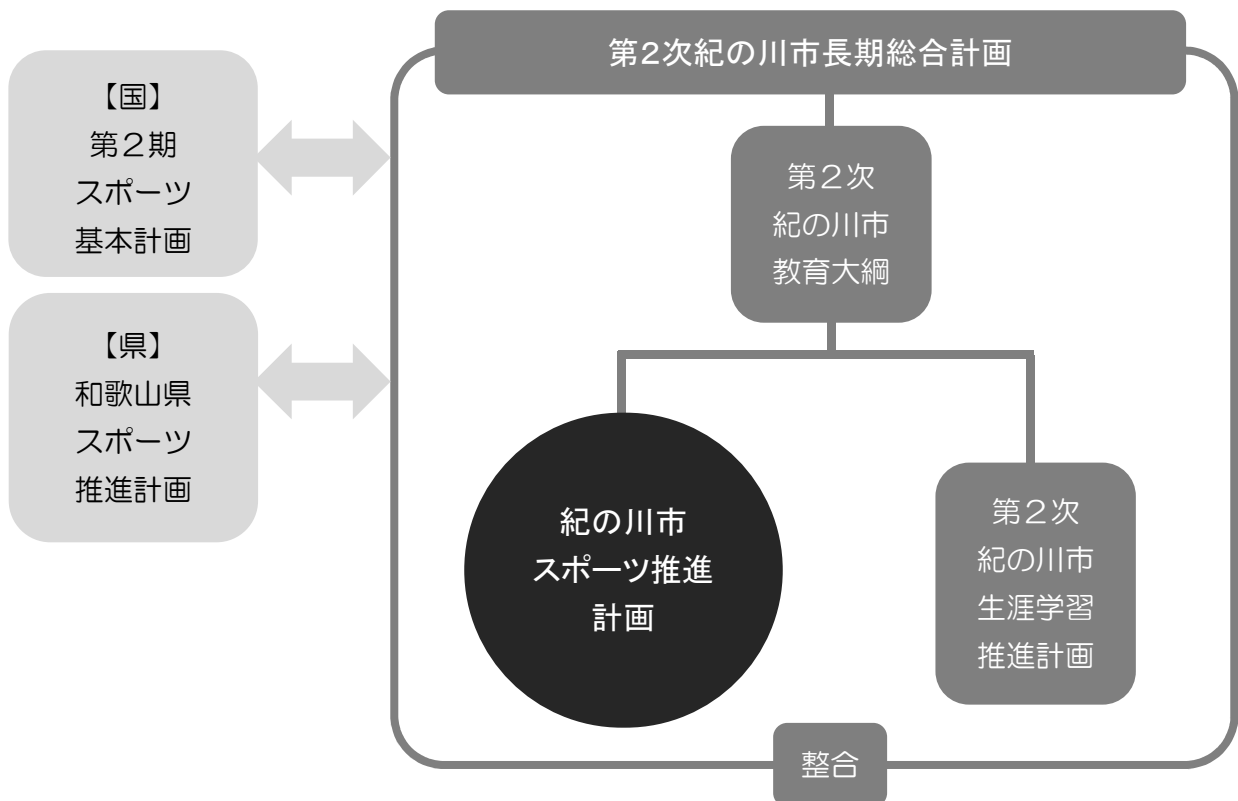 第2次紀の川市長期総合計画
【国】
第２期
スポーツ
基本計画
第２次
紀の川市
教育大綱
【県】
和歌山県
スポーツ
推進計画
紀の川市
スポーツ推進
計画
第２次
紀の川市
生涯学習
推進計画
整合